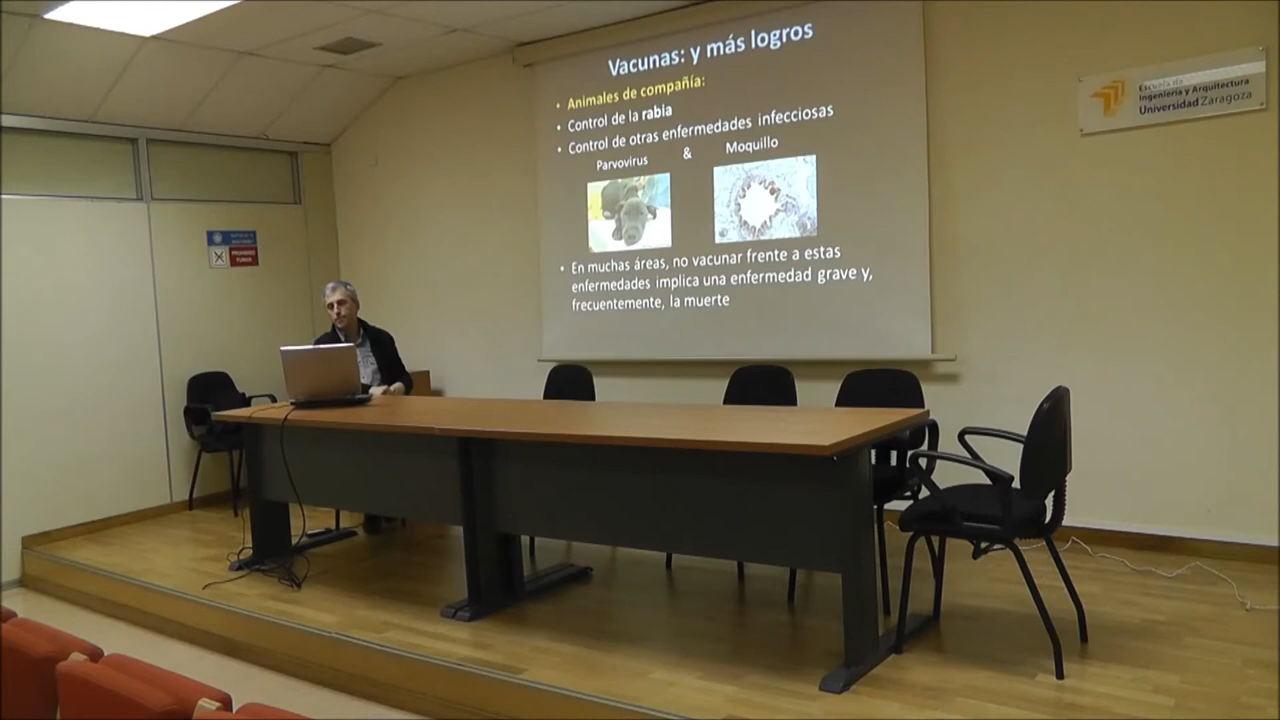 Vacunas: y más logros
• Animales de compañía:
• Control de la rabia
• Control de otras enfermedades infecciosas
Parvovirus & Moquillo
• En muchas áreas, no vacunar frente a estas
enfermedades implica una enfermedad grave y,
frecuentemente, la muerte
Escuela de
Ingeniería y Arquitectura
Universidad Zaragoza
PROHIBIDO
FUMAR